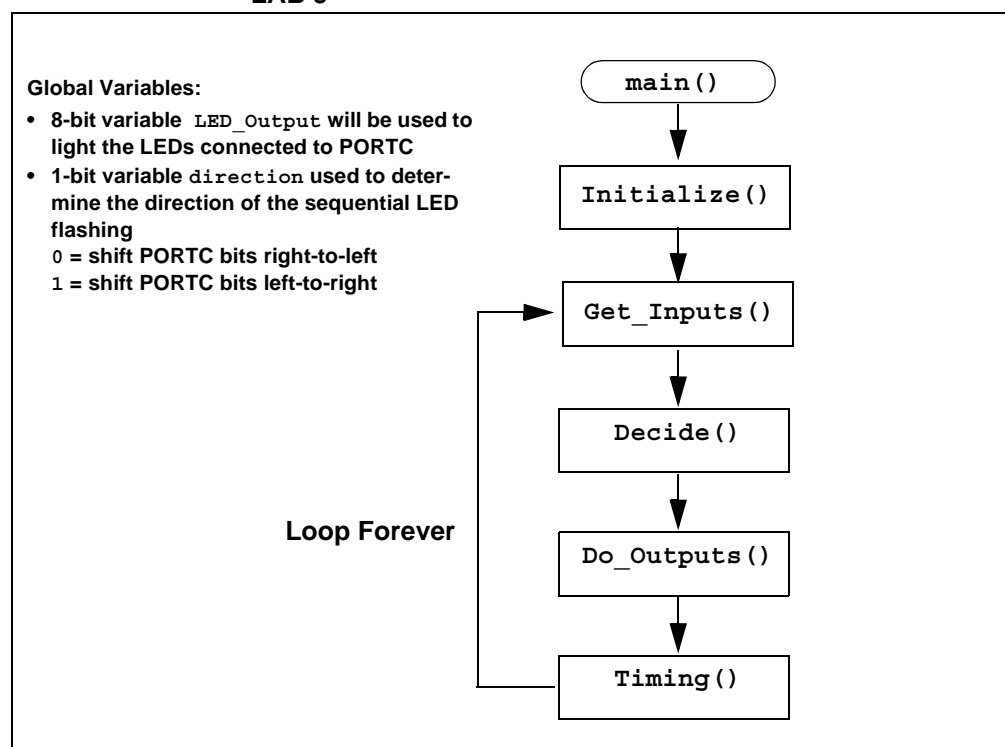 LAB 3
Global Variables:
• 8-bit variable LED_Output will be used to
light the LEDs connected to PORTC
• 1-bit variable direction used to deter-
mine the direction of the sequential LED
flashing
0 = shift PORTC bits right-to-left
1 = shift PORTC bits left-to-right
main()
Initialize()
Get_Inputs()
Decide()
Loop Forever
Do_Outputs()
Timing()